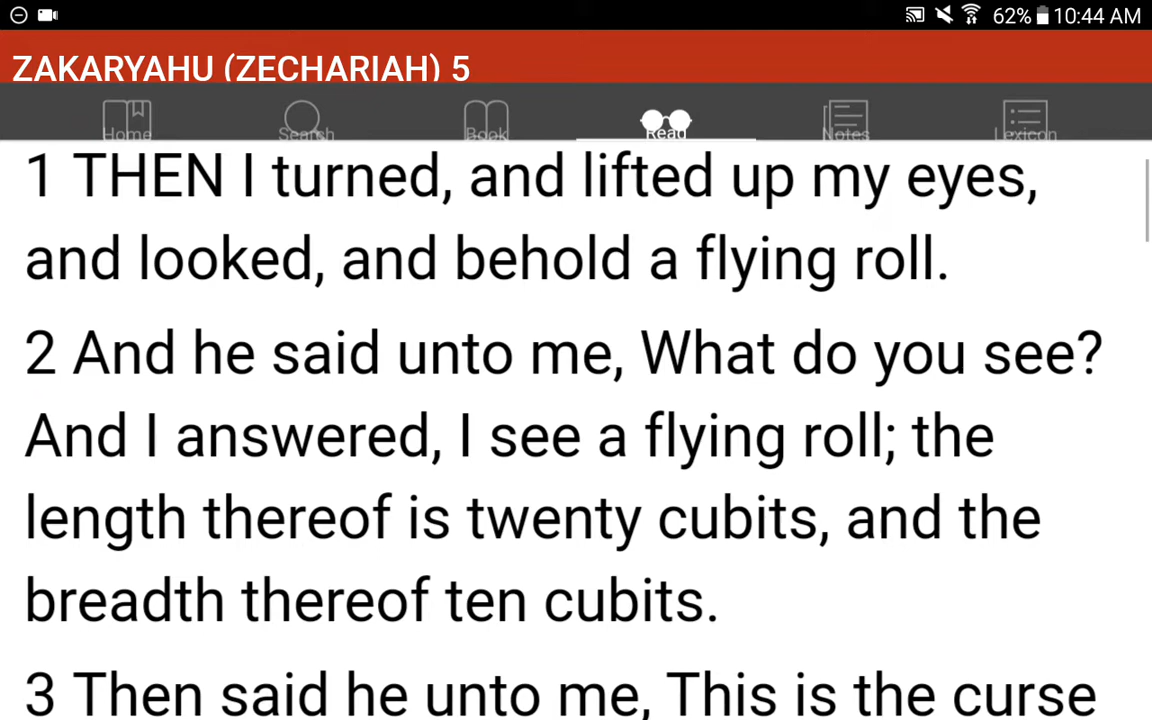 62% 10:44 AM
ZAKARYAHU (ZECHARIAH) 5
Home Search Book Read Notes Lexicon
1 THEN I turned, and lifted up my eyes,
and looked, and behold a flying roll.
2 And he said unto me, What do you see?
And I answered, I see a flying roll; the
length thereof is twenty cubits, and the
breadth thereof ten cubits.
3 Then said he unto me, This is the curse